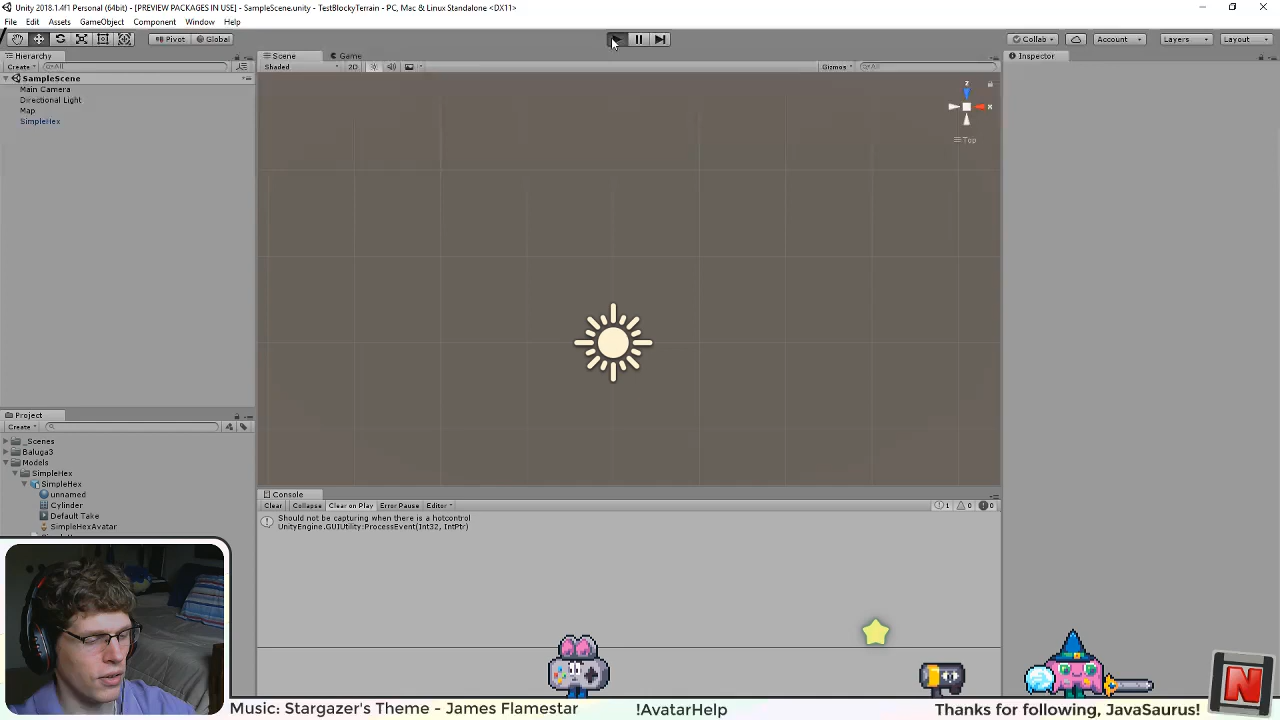 Unity 2018.1.4f1 Personal (64bit) - [PREVIEW PACKAGES IN USE] - SampleScene.unity - TestBlockyTerrain - PC, Mac & Linux Standalone <DX11>
File Edit Assets GameObject Component Window Help
Pivot Global Collab Account Layers Layout
Hierarchy Scene Game Inspector
Create All Shaded 2D Gizmos All
SampleScene
Main Camera
Directional Light
Map
SimpleHex
z
x
Top
Project
Create
_Scenes
Baluga3
Models
SimpleHex
SimpleHex
unnamed
Cylinder
Default Take
SimpleHexAvatar
Console
Clear Collapse Clear on Play Error Pause Editor 1 0 0
Should not be capturing when there is a hotcontrol
UnityEngine.GUIUtility:ProcessEvent(Int32, IntPtr)
N
Music: Stargazer's Theme - James Flamestar !AvatarHelp Thanks for following, JavaSaurus!